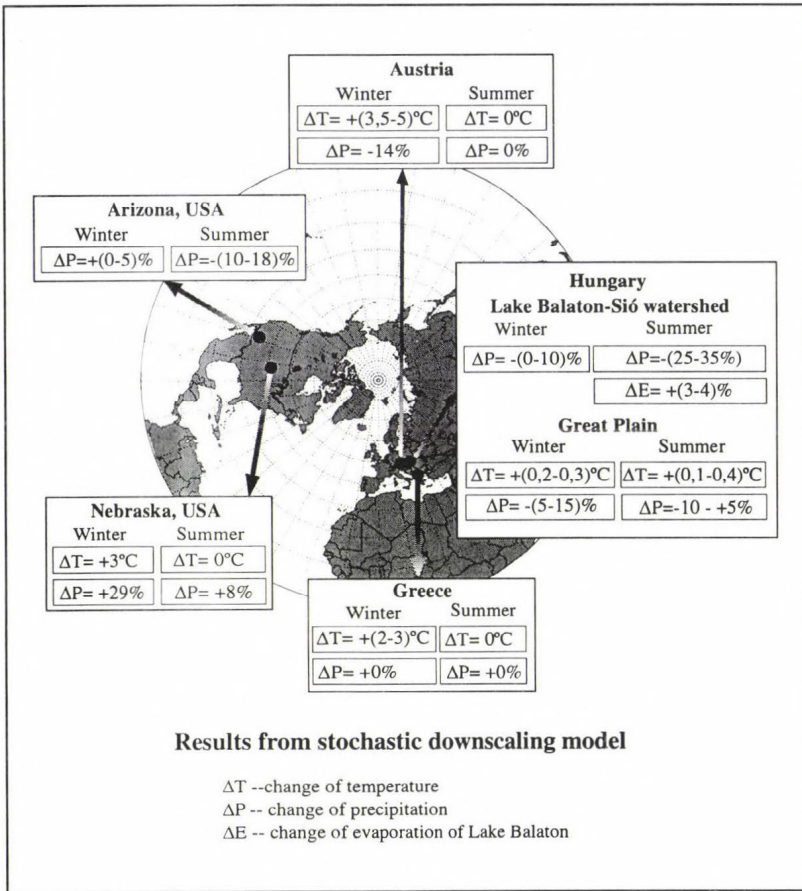 Austria
Winter Summer
ΔT= +(3,5-5)°C ΔT= 0°C
ΔP= -14% ΔP= 0%
Arizona, USA
Winter Summer
ΔP=+(0-5)% ΔP=-(10-18)%
Hungary
Lake Balaton-Sió watershed
Winter Summer
ΔP= -(0-10)% ΔP=-(25-35%)
ΔE= +(3-4)%
Great Plain
Winter Summer
ΔT= +(0,2-0,3)°C ΔT= +(0,1-0,4)°C
ΔP= -(5-15)% ΔP=-10 - +5%
Nebraska, USA
Winter Summer
ΔT= +3°C ΔT= 0°C
ΔP= +29% ΔP= +8%
Greece
Winter Summer
ΔT= +(2-3)°C ΔT= 0°C
ΔP= +0% ΔP= +0%
Results from stochastic downscaling model
ΔT --change of temperature
ΔP -- change of precipitation
ΔE -- change of evaporation of Lake Balaton